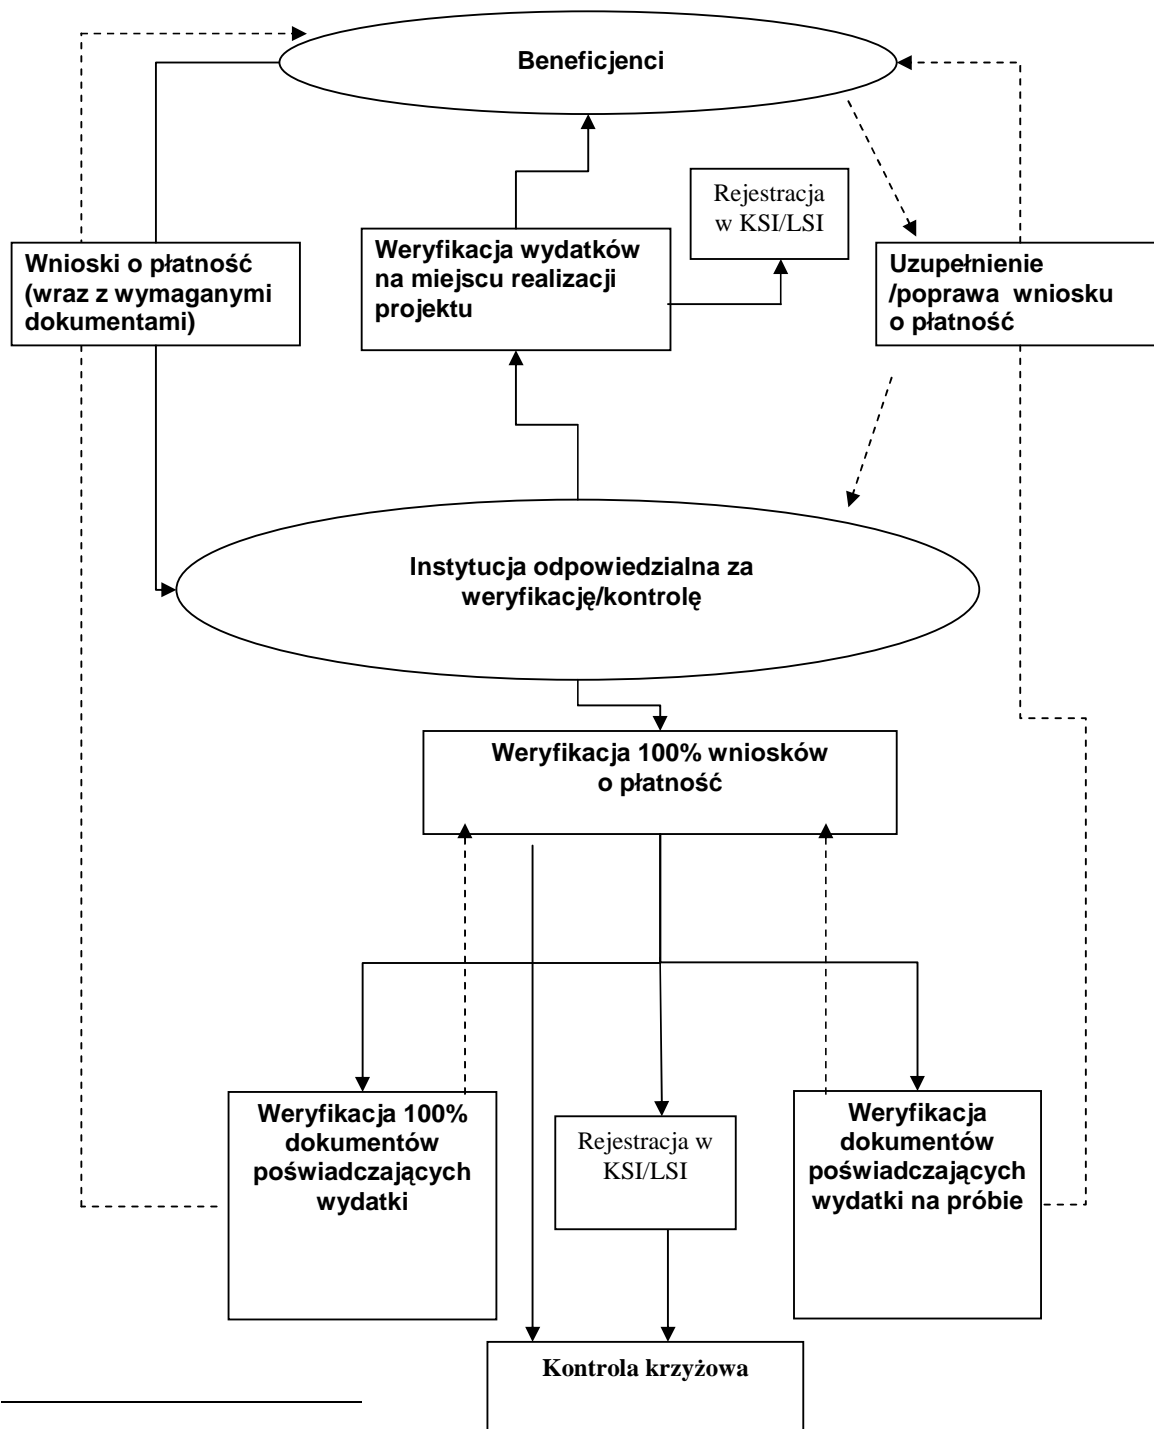 Beneficjenci
Rejestracja
w KSI/LSI
Wnioski o płatność
(wraz z wymaganymi
dokumentami)
Weryfikacja wydatków
na miejscu realizacji
projektu
Uzupełnienie
/poprawa wniosku
o płatność
Instytucja odpowiedzialna za
weryfikację/kontrolę
Weryfikacja 100% wniosków
o płatność
Weryfikacja 100%
dokumentów
poświadczających
wydatki
Rejestracja w
KSI/LSI
Weryfikacja
dokumentów
poświadczających
wydatki na próbie
Kontrola krzyżowa